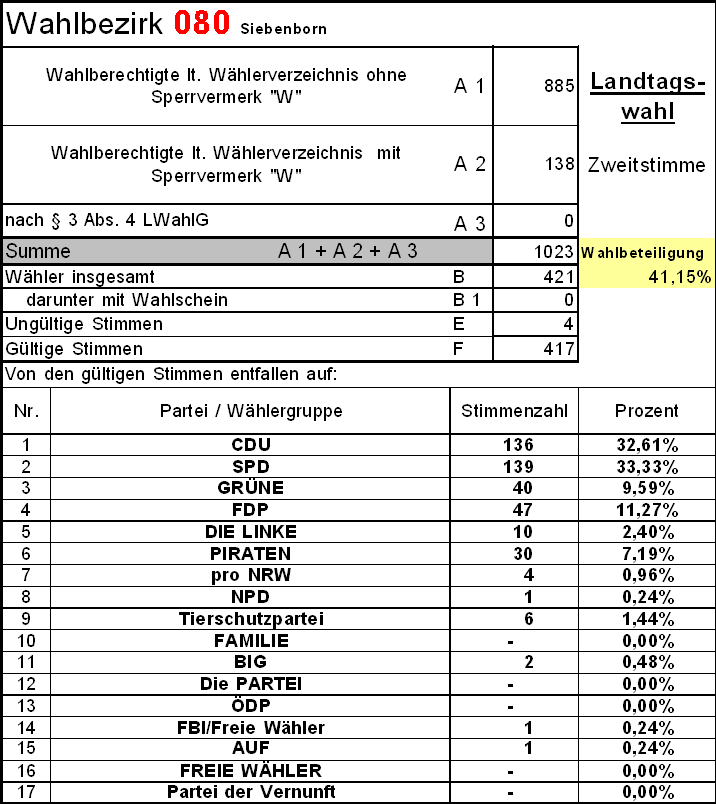 Wahlbezirk 080 Siebenborn
Wahlberechtigte lt. Wählerverzeichnis ohne
Sperrvermerk "W" A 1 885
Landtags-
wahl
Wahlberechtigte lt. Wählerverzeichnis mit
Sperrvermerk "W" A 2 138 Zweitstimme
nach § 3 Abs. 4 LWahlG A 3 0
Summe A 1 + A 2 + A 3 1023 Wahlbeteiligung
Wähler insgesamt B 421 41,15%
darunter mit Wahlschein B 1 0
Ungültige Stimmen E 4
Gültige Stimmen F 417
Von den gültigen Stimmen entfallen auf:
Nr. Partei / Wählergruppe Stimmenzahl Prozent
1 CDU 136 32,61%
2 SPD 139 33,33%
3 GRÜNE 40 9,59%
4 FDP 47 11,27%
5 DIE LINKE 10 2,40%
6 PIRATEN 30 7,19%
7 pro NRW 4 0,96%
8 NPD 1 0,24%
9 Tierschutzpartei 6 1,44%
10 FAMILIE - 0,00%
11 BIG 2 0,48%
12 Die PARTEI - 0,00%
13 ÖDP - 0,00%
14 FBI/Freie Wähler 1 0,24%
15 AUF 1 0,24%
16 FREIE WÄHLER - 0,00%
17 Partei der Vernunft - 0,00%